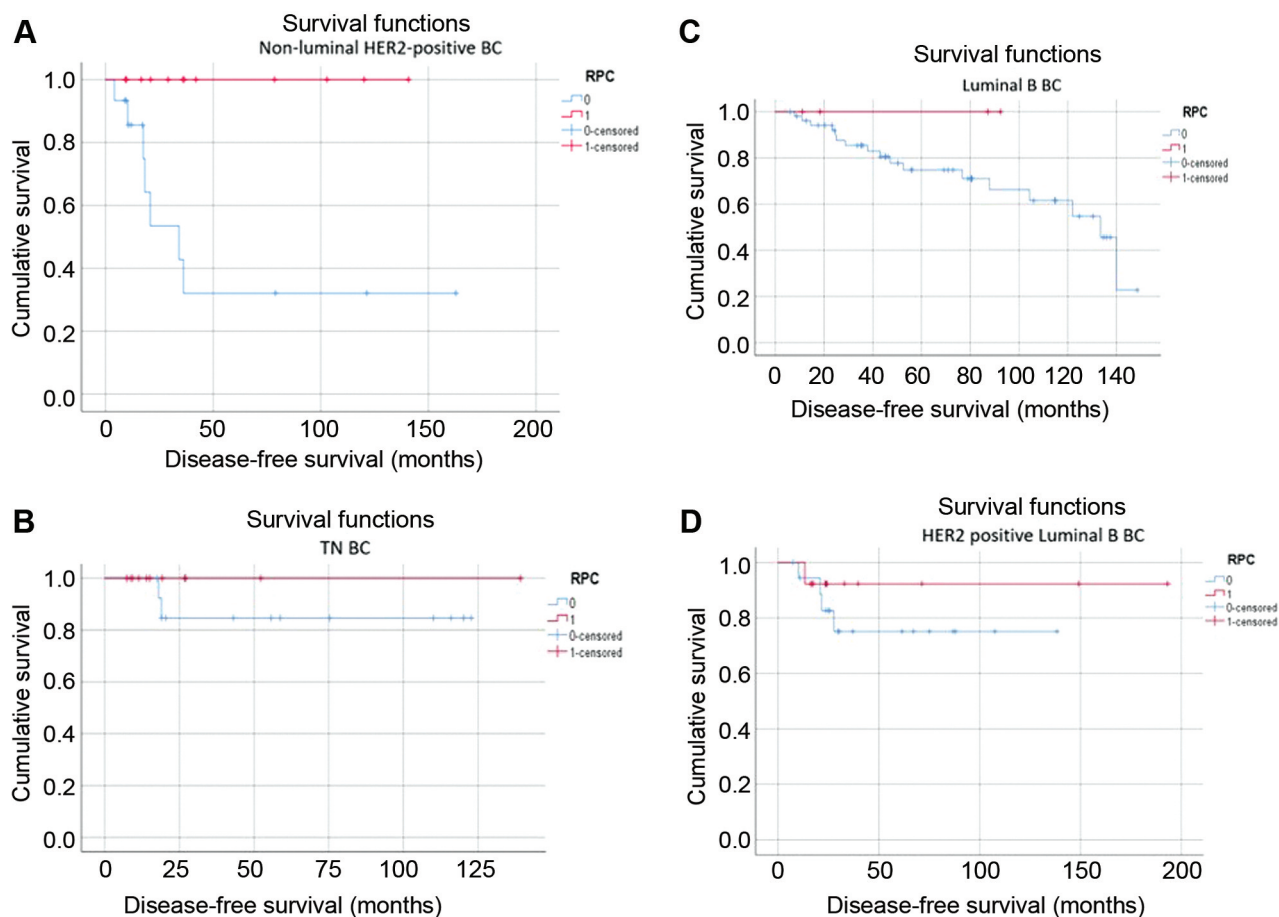 A
Survival functions
Non-luminal HER2-positive BC
Cumulative survival
1.0
0.8
0.6
0.4
0.2
0.0
0 50 100 150 200
Disease-free survival (months)
RPC
0
1
0-censored
1-censored
B
Survival functions
TN BC
Cumulative survival
1.0
0.8
0.6
0.4
0.2
0.0
0 25 50 75 100 125
Disease-free survival (months)
RPC
0
1
0-censored
1-censored
C
Survival functions
Luminal B BC
Cumulative survival
1.0
0.8
0.6
0.4
0.2
0.0
0 20 40 60 80 100 120 140
Disease-free survival (months)
RPC
0
1
0-censored
1-censored
D
Survival functions
HER2 positive Luminal B BC
Cumulative survival
1.0
0.8
0.6
0.4
0.2
0.0
0 50 100 150 200
Disease-free survival (months)
RPC
0
1
0-censored
1-censored